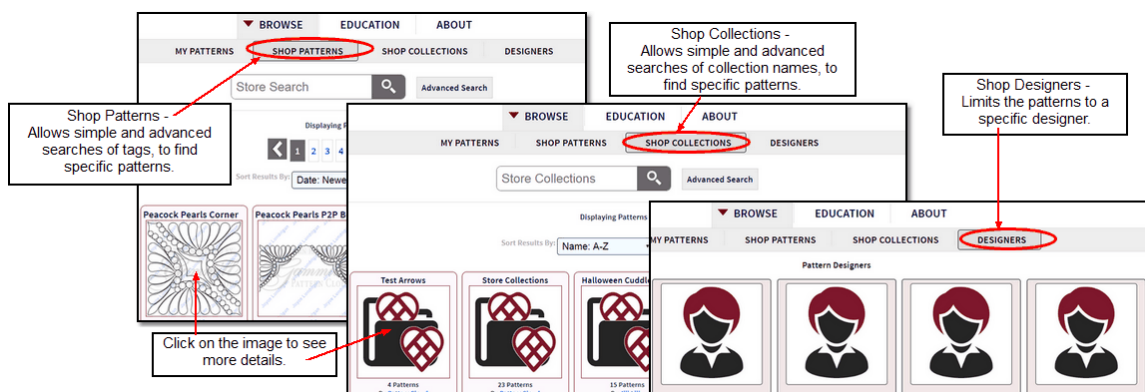 BROWSE EDUCATION ABOUT
MY PATTERNS SHOP PATTERNS SHOP COLLECTIONS DESIGNERS
Store Search Advanced Search
Shop Patterns -
Allows simple and advanced
searches of tags, to find
specific patterns.
Displaying
1 2 3 4
Sort Results By: Date: Newe
Peacock Pearls Corner Peacock Pearls P2P B
Click on the image to see
more details.
Shop Collections -
Allows simple and advanced
searches of collection names, to
find specific patterns.
BROWSE EDUCATION ABOUT
MY PATTERNS SHOP PATTERNS SHOP COLLECTIONS DESIGNERS
Store Collections Advanced Search
Displaying Patterns
Sort Results By: Name: A-Z
Test Arrows Store Collections Halloween Cuddle
4 Patterns 23 Patterns 15 Patterns
Shop Designers -
Limits the patterns to a
specific designer.
BROWSE EDUCATION ABOUT
MY PATTERNS SHOP PATTERNS SHOP COLLECTIONS DESIGNERS
Pattern Designers